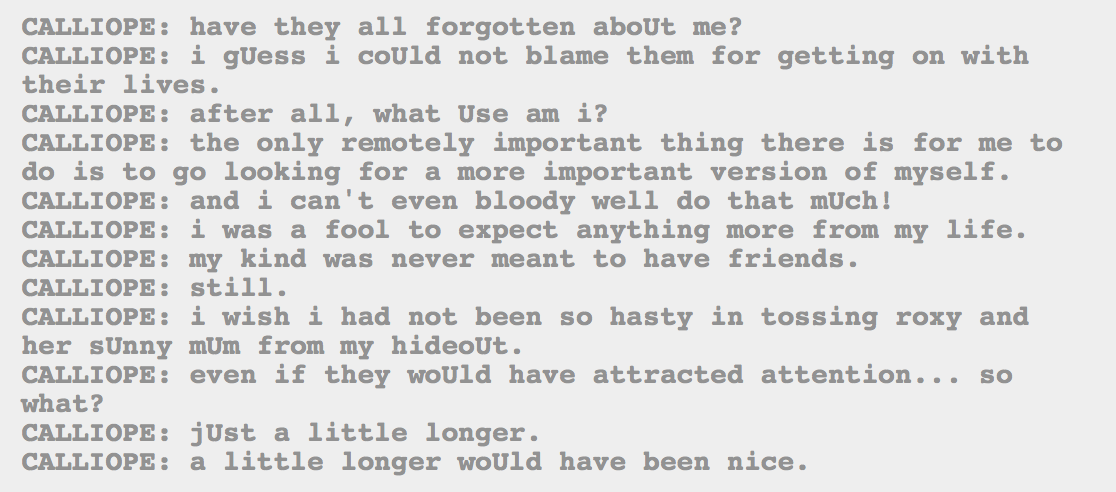 CALLIOPE: have they all forgotten aboUt me?
CALLIOPE: i gUess i coUld not blame them for getting on with
their lives.
CALLIOPE: after all, what Use am i?
CALLIOPE: the only remotely important thing there is for me to
do is to go looking for a more important version of myself.
CALLIOPE: and i can't even bloody well do that mUch!
CALLIOPE: i was a fool to expect anything more from my life.
CALLIOPE: my kind was never meant to have friends.
CALLIOPE: still.
CALLIOPE: i wish i had not been so hasty in tossing roxy and
her sUnny mUm from my hideoUt.
CALLIOPE: even if they woUld have attracted attention... so
what?
CALLIOPE: jUst a little longer.
CALLIOPE: a little longer woUld have been nice.